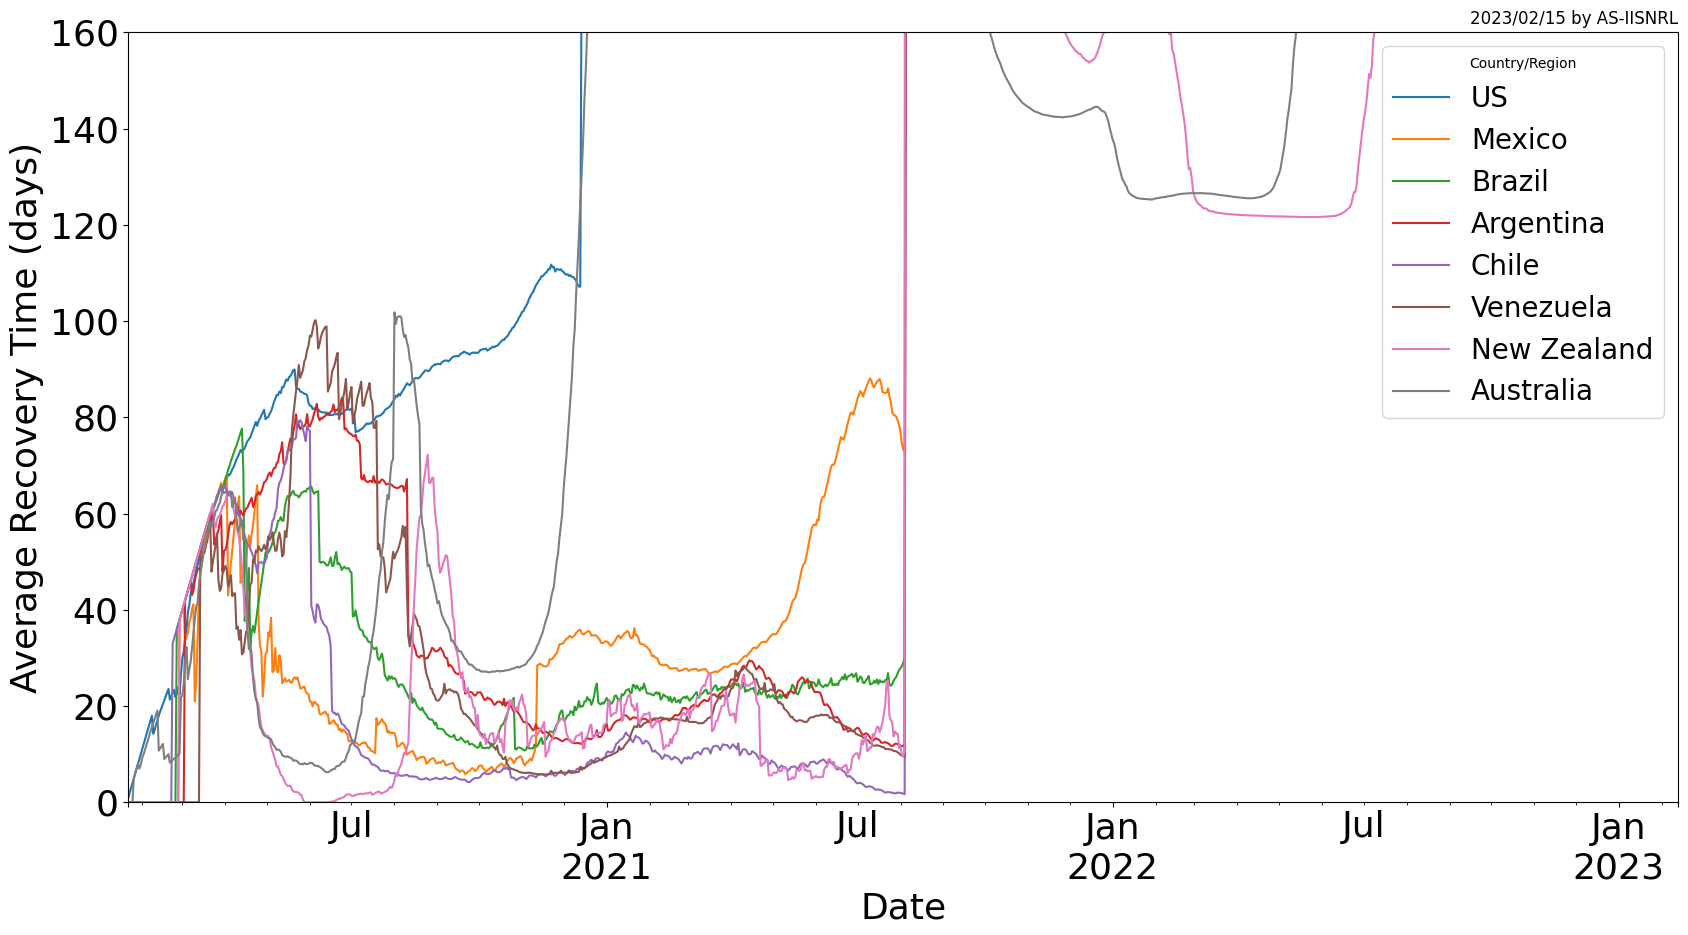 2023/02/15 by AS-IISNRL
Average Recovery Time (days)
160
140
120
100
80
60
40
20
0
Country/Region
US
Mexico
Brazil
Argentina
Chile
Venezuela
New Zealand
Australia
Jul
Jan
2021
Jul
Jan
2022
Jul
Jan
2023
Date